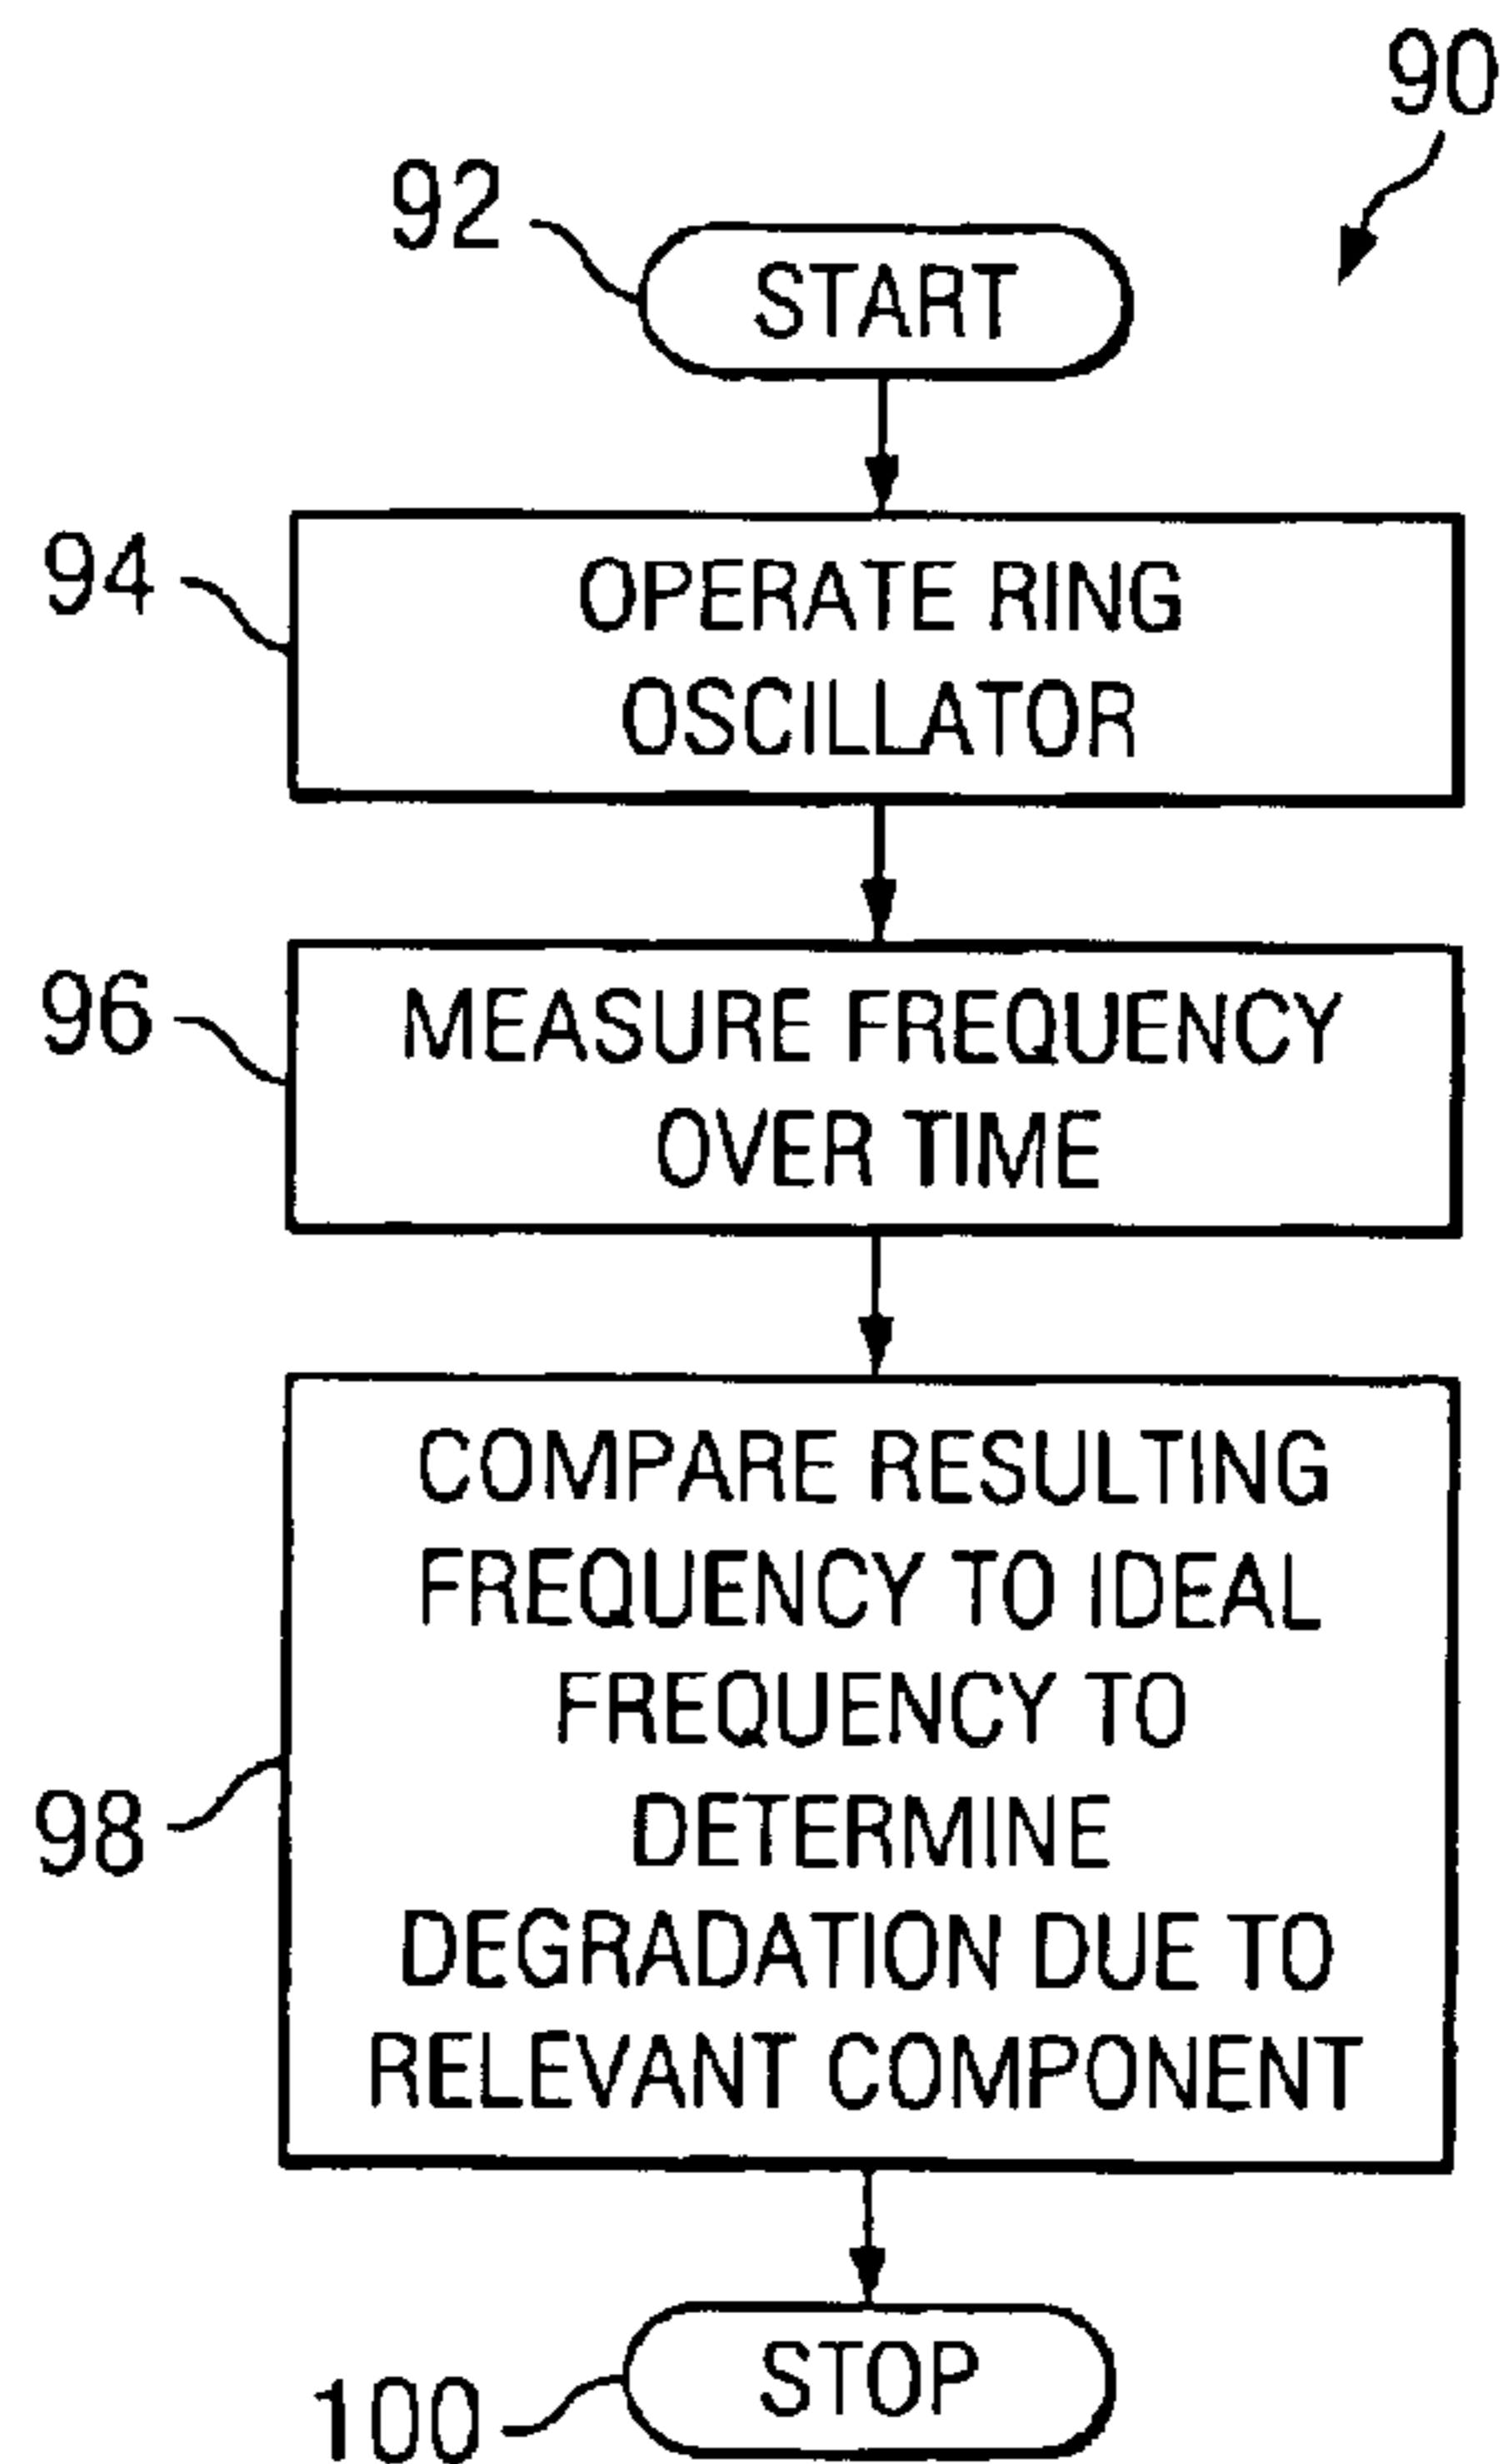 90
92
START
94
OPERATE RING
OSCILLATOR
96
MEASURE FREQUENCY
OVER TIME
COMPARE RESULTING
FREQUENCY TO IDEAL
FREQUENCY TO
DETERMINE
DEGRADATION DUE TO
RELEVANT COMPONENT
98
STOP
100